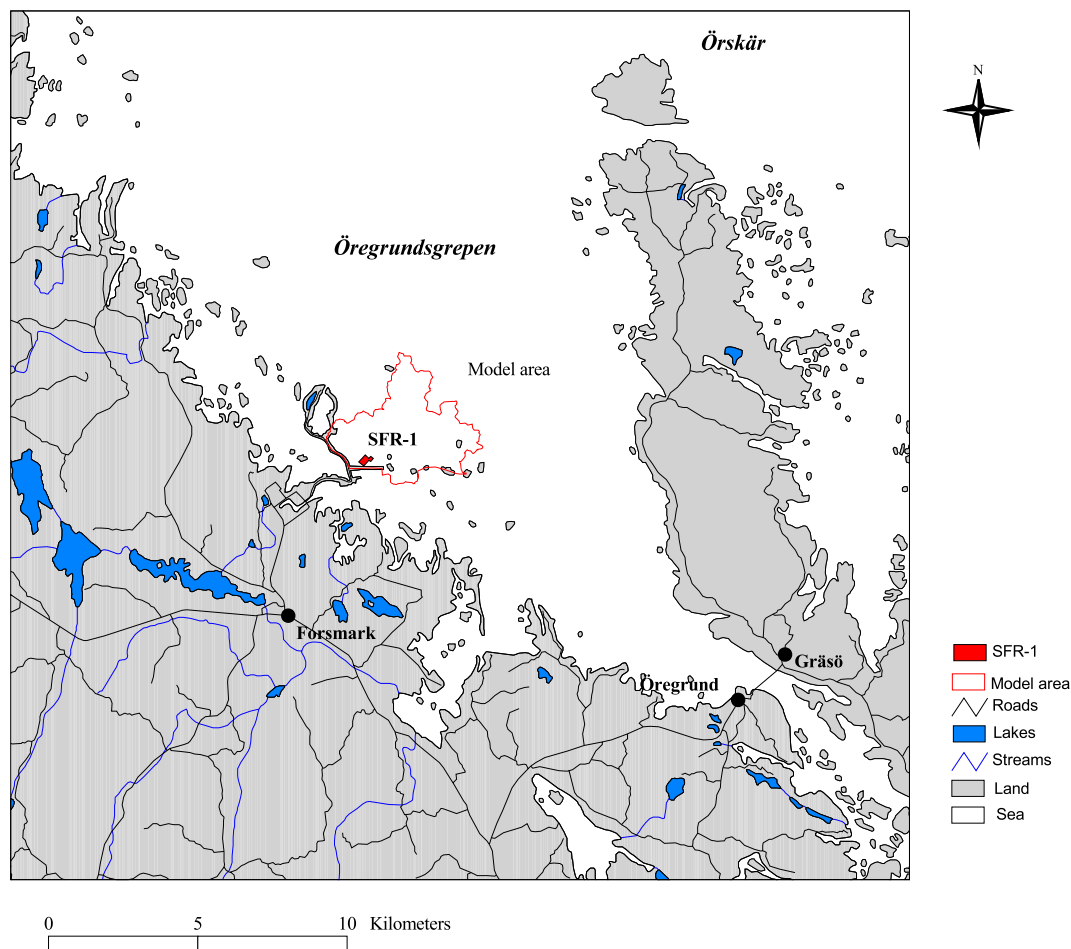 Örskär
N
Öregrundsgrepen
Model area
SFR-1
Forsmark
Gräsö
Öregrund
SFR-1
Model area
Roads
Lakes
Streams
Land
Sea
0 5 10 Kilometers